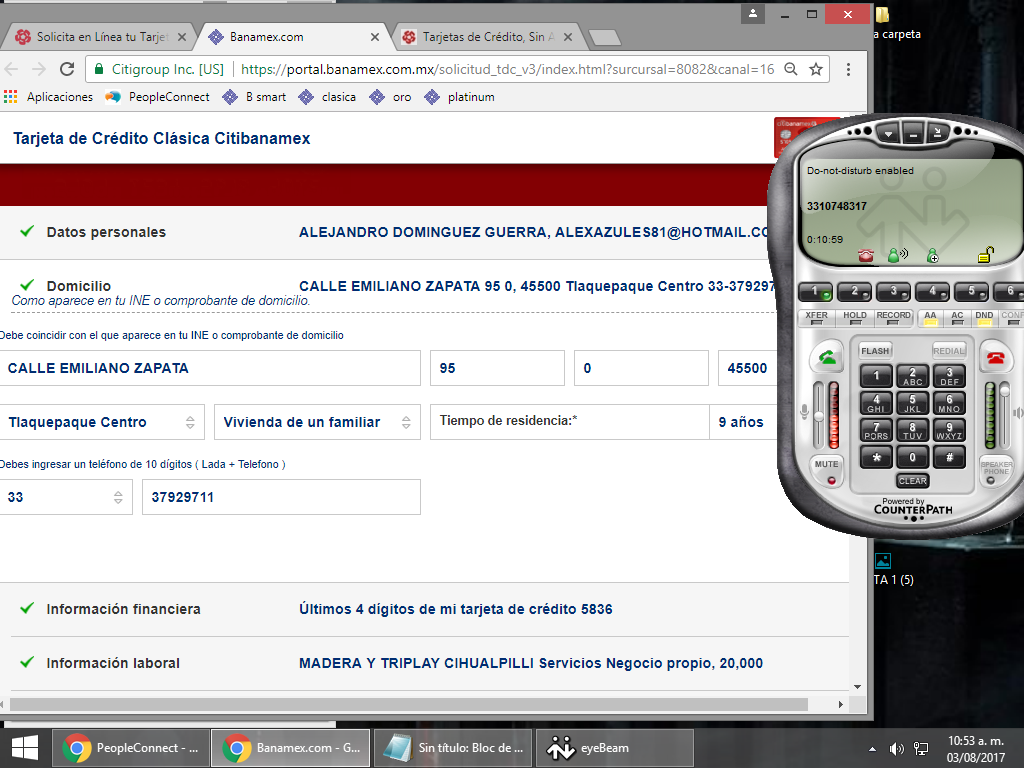 a carpeta
Solicita en Línea tu Tarjet
Banamex.com
Tarjetas de Crédito, Sin A
Citigroup Inc. [US]
https://portal.banamex.com.mx/solicitud_tdc_v3/index.html?surcursal=8082&canal=16
Aplicaciones
PeopleConnect
B smart
clasica
oro
platinum
Tarjeta de Crédito Clásica Citibanamex
Datos personales
ALEJANDRO DOMINGUEZ GUERRA, ALEXAZULES81@HOTMAIL.CO
Domicilio
CALLE EMILIANO ZAPATA 95 0, 45500 Tlaquepaque Centro 33-379297
Como aparece en tu INE o comprobante de domicilio.
Debe coincidir con el que aparece en tu INE o comprobante de domicilio
CALLE EMILIANO ZAPATA
95
0
45500
Tlaquepaque Centro
Vivienda de un familiar
Tiempo de residencia:*
9 años
Debes ingresar un teléfono de 10 dígitos ( Lada + Telefono )
33
37929711
Información financiera
Últimos 4 dígitos de mi tarjeta de crédito 5836
Información laboral
MADERA Y TRIPLAY CIHUALPILLI Servicios Negocio propio, 20,000
Do-not-disturb enabled
3310748317
0:10:59
1
2
3
4
5
6
XFER
HOLD
RECORD
AA
AC
DND
CONF
FLASH
REDIAL
1
2 ABC
3 DEF
4 GHI
5 JKL
6 MNO
7 PQRS
8 TUV
9 WXYZ
*
0
#
MUTE
CLEAR
SPEAKER
PHONE
Powered by
COUNTERPATH
TA 1 (5)
PeopleConnect - ...
Banamex.com - G...
Sin título: Bloc de ...
eyeBeam
10:53 a. m.
03/08/2017